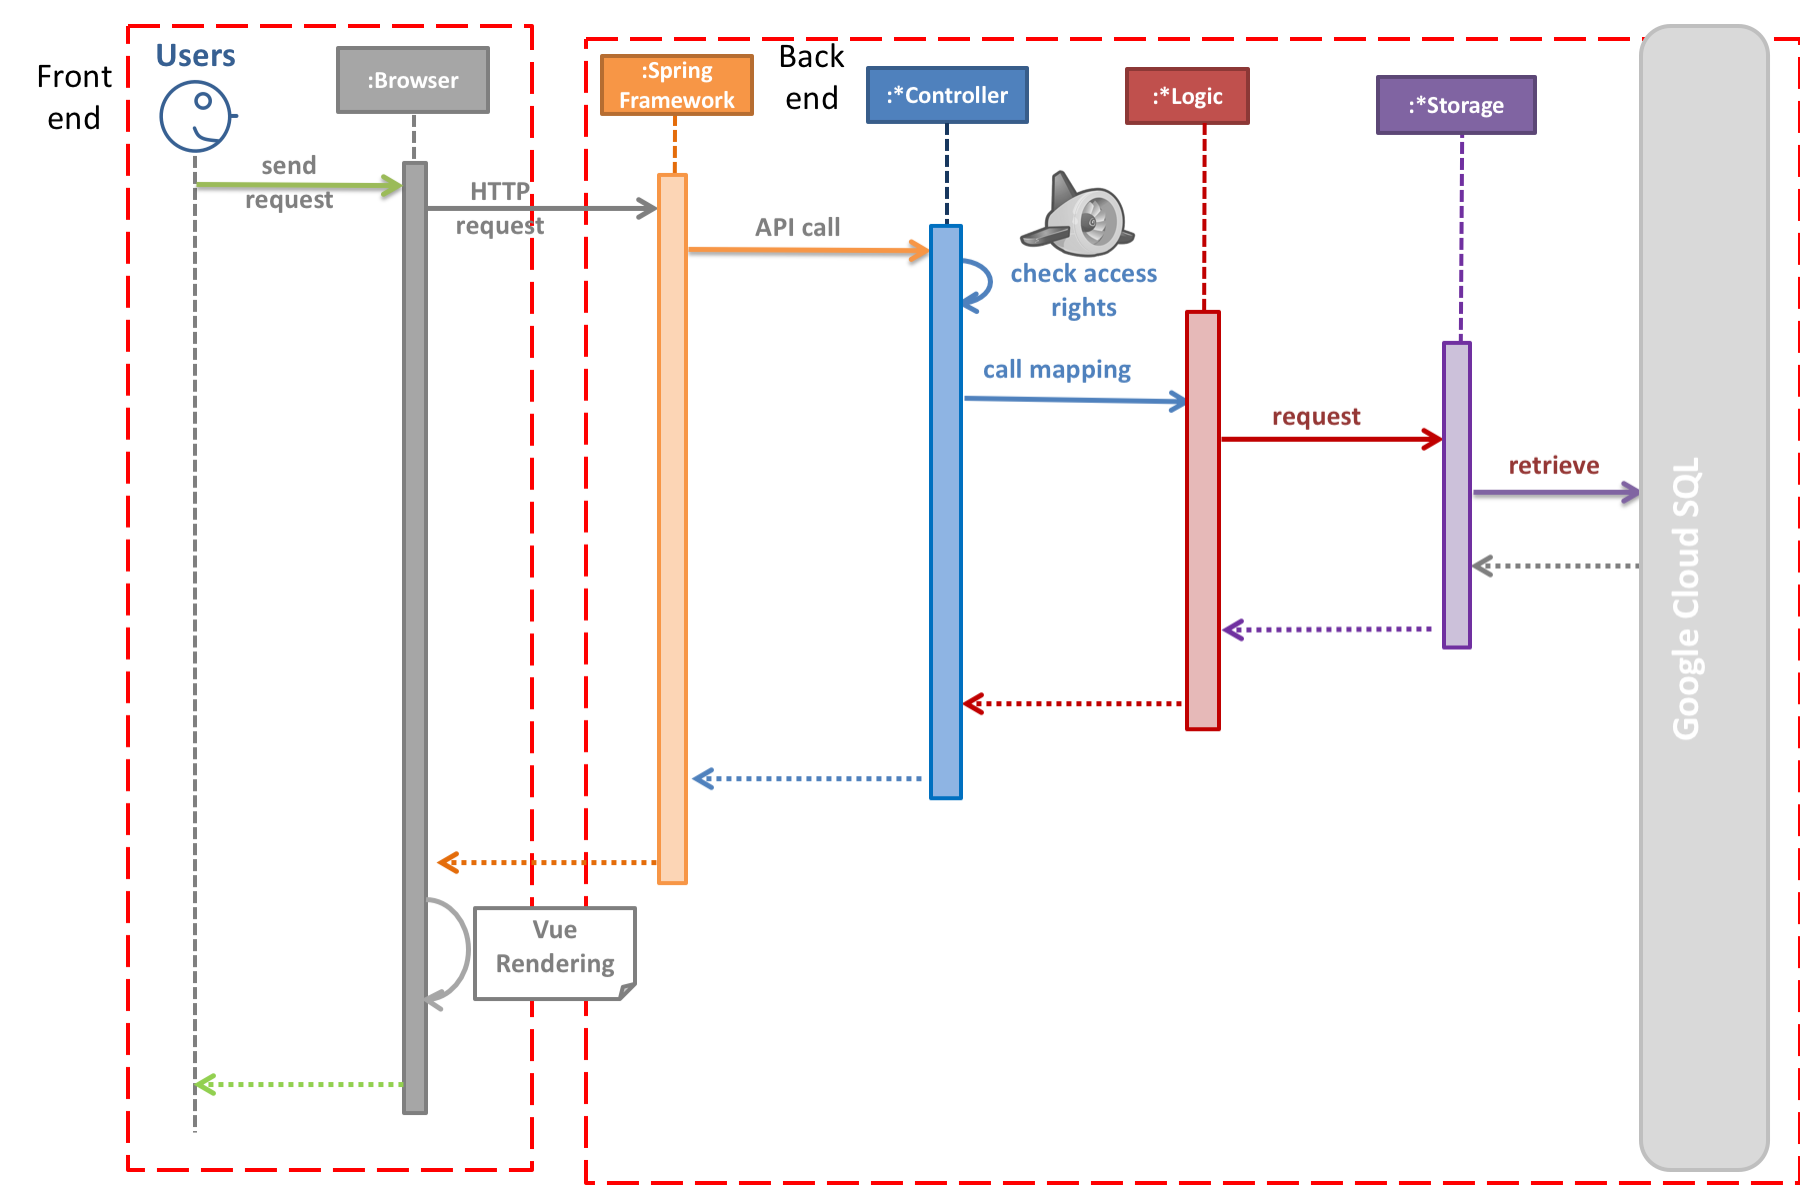 Front
end
Users
:Browser
:Spring
Framework
Back
end
:*Controller
:*Logic
:*Storage
send
request
HTTP
request
API call
check access
rights
call mapping
request
retrieve
Google Cloud SQL
Vue
Rendering